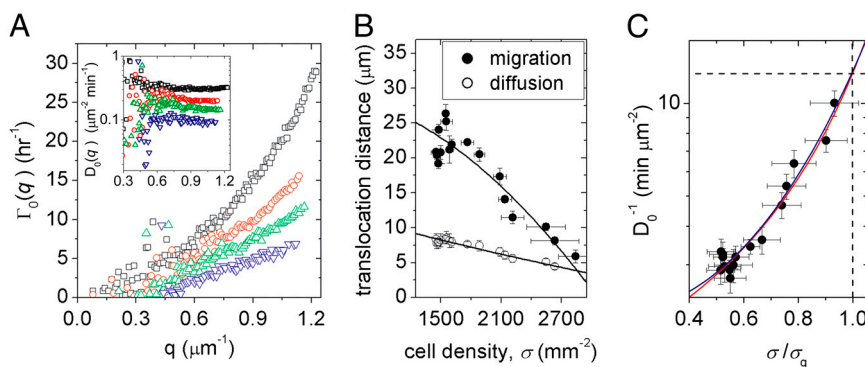 A
Γ₀(q) (hr⁻¹)
30
25
20
15
10
5
0
0.0 0.3 0.6 0.9 1.2
q (μm⁻¹)
D₀(q) (μm⁻² min⁻¹)
1
0.1
0.3 0.6 0.9 1.2
B
translocation distance (μm)
40
35
30
25
20
15
10
5
0
migration
diffusion
1500 2100 2700
cell density, σ (mm⁻²)
C
D₀⁻¹ (min μm⁻²)
10
0.4 0.6 0.8 1.0
σ/σg